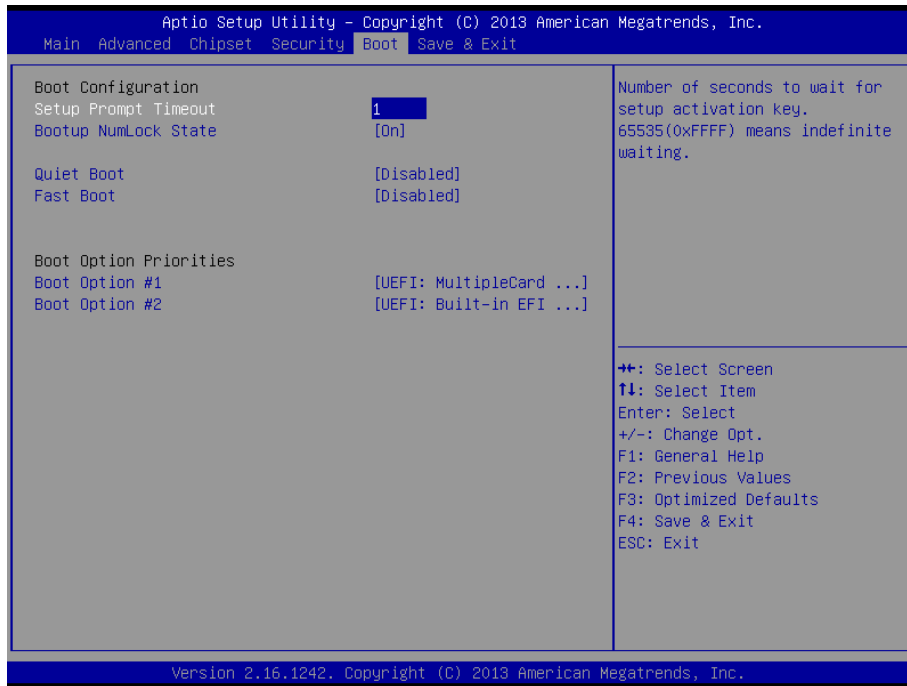 Aptio Setup Utility – Copyright (C) 2013 American Megatrends, Inc.
Main Advanced Chipset Security Boot Save & Exit
Boot Configuration
Setup Prompt Timeout 1
Bootup NumLock State [On]
Quiet Boot [Disabled]
Fast Boot [Disabled]
Boot Option Priorities
Boot Option #1 [UEFI: MultipleCard ...]
Boot Option #2 [UEFI: Built-in EFI ...]
Number of seconds to wait for
setup activation key.
65535(0xFFFF) means indefinite
waiting.
→←: Select Screen
↑↓: Select Item
Enter: Select
+/-: Change Opt.
F1: General Help
F2: Previous Values
F3: Optimized Defaults
F4: Save & Exit
ESC: Exit
Version 2.16.1242. Copyright (C) 2013 American Megatrends, Inc.